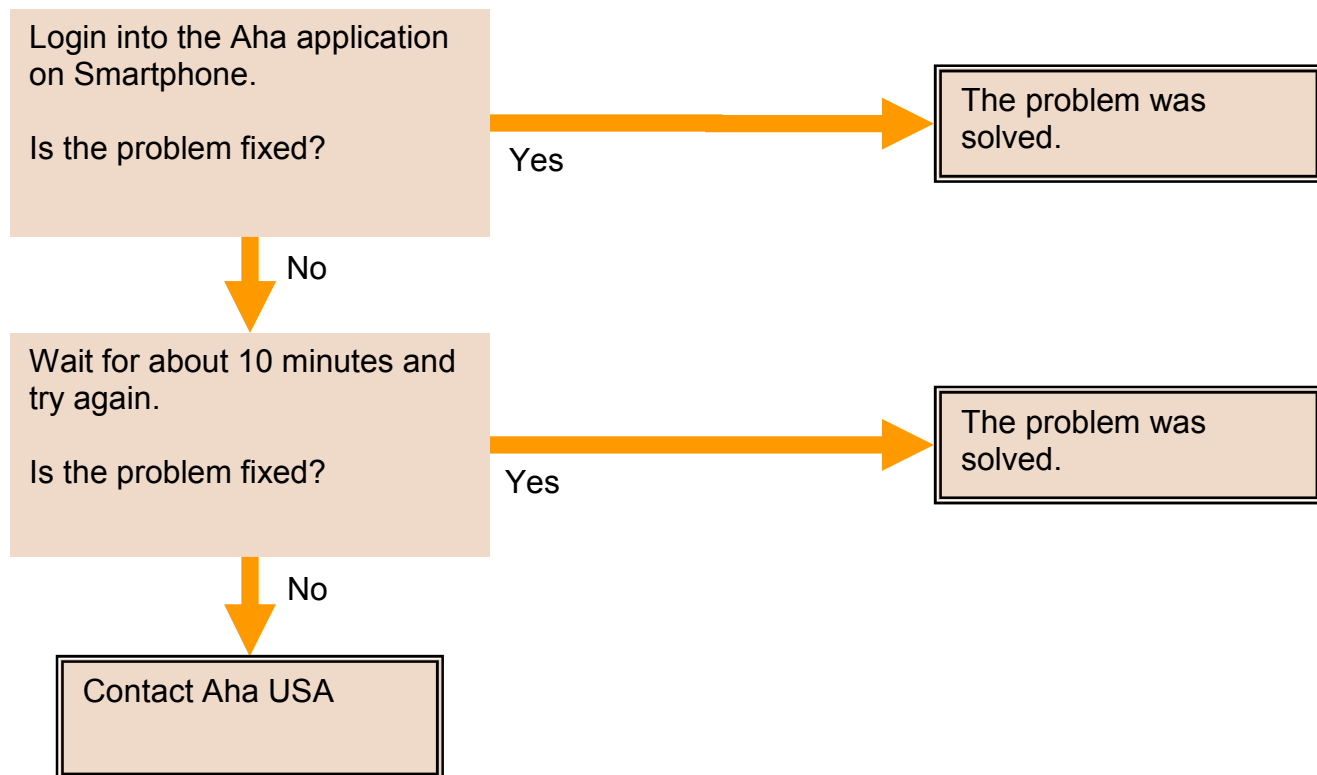 Login into the Aha application
on Smartphone.
Is the problem fixed?
Yes
The problem was
solved.
No
Wait for about 10 minutes and
try again.
Is the problem fixed?
Yes
The problem was
solved.
No
Contact Aha USA